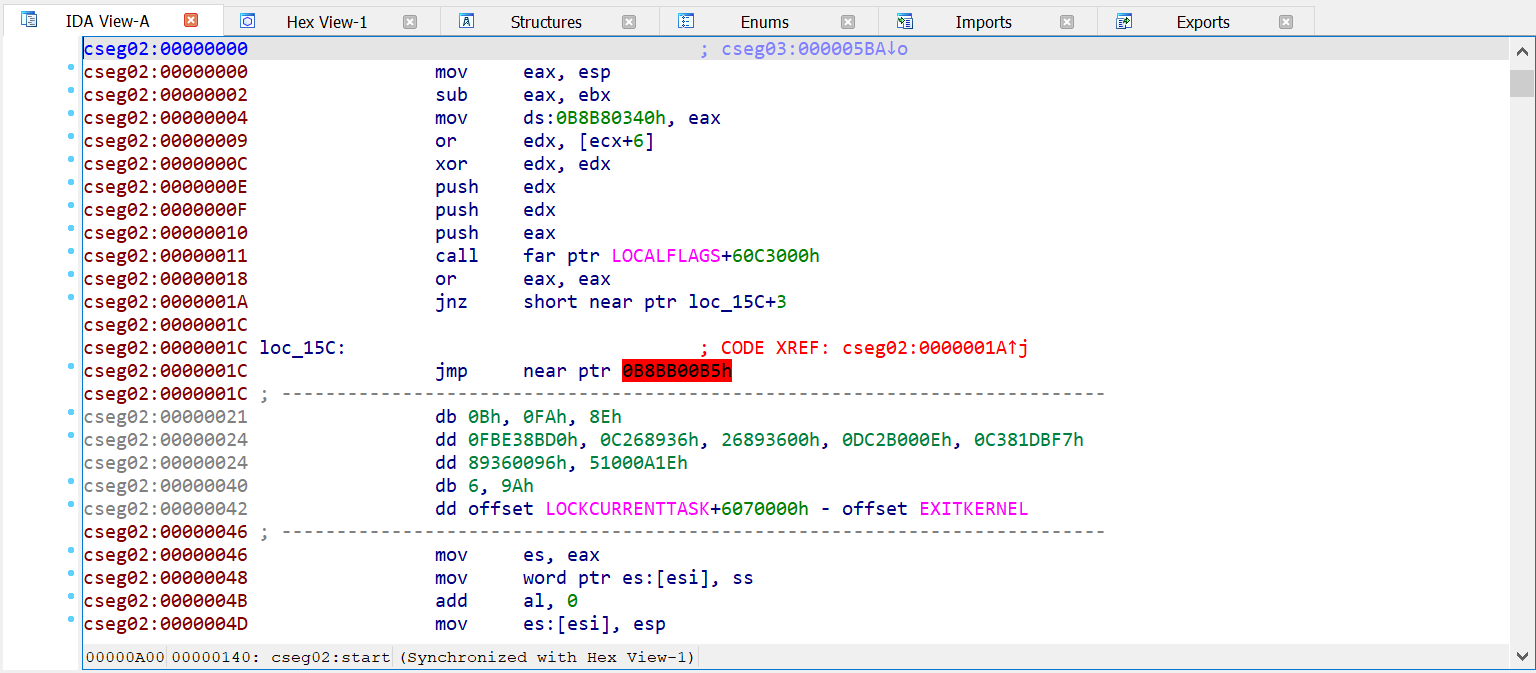 IDA View-A Hex View-1 Structures Enums Imports Exports
cseg02:00000000 ; cseg03:000005BA↓o
cseg02:00000000 mov eax, esp
cseg02:00000002 sub eax, ebx
cseg02:00000004 mov ds:0B8B80340h, eax
cseg02:00000009 or edx, [ecx+6]
cseg02:0000000C xor edx, edx
cseg02:0000000E push edx
cseg02:0000000F push edx
cseg02:00000010 push eax
cseg02:00000011 call far ptr LOCALFLAGS+60C3000h
cseg02:00000018 or eax, eax
cseg02:0000001A jnz short near ptr loc_15C+3
cseg02:0000001C
cseg02:0000001C loc_15C: ; CODE XREF: cseg02:0000001A↑j
cseg02:0000001C jmp near ptr 0B8BB00B5h
cseg02:0000001C ; ---------------------------------------------------------------------------
cseg02:00000021 db 0Bh, 0FAh, 8Eh
cseg02:00000024 dd 0FBE38BD0h, 0C268936h, 26893600h, 0DC2B000Eh, 0C381DBF7h
cseg02:00000024 dd 89360096h, 51000A1Eh
cseg02:00000040 db 6, 9Ah
cseg02:00000042 dd offset LOCKCURRENTTASK+6070000h - offset EXITKERNEL
cseg02:00000046 ; ---------------------------------------------------------------------------
cseg02:00000046 mov es, eax
cseg02:00000048 mov word ptr es:[esi], ss
cseg02:0000004B add al, 0
cseg02:0000004D mov es:[esi], esp
00000A00 00000140: cseg02:start (Synchronized with Hex View-1)